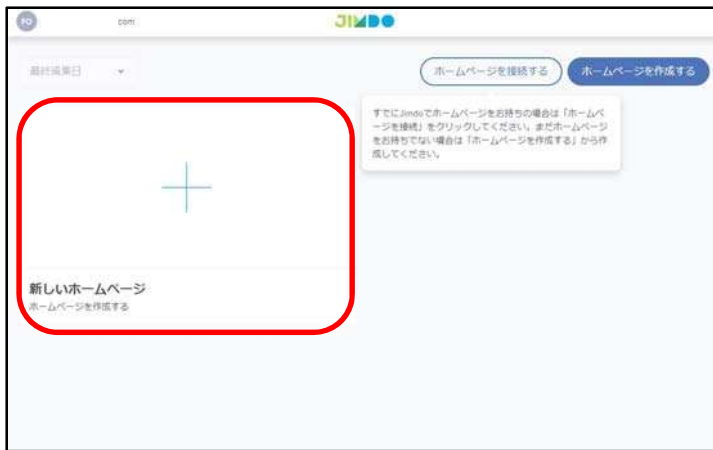 PO
com
JIMDO
最終編集日
ホームページを接続する
ホームページを作成する
すでにJimdoでホームページをお持ちの場合は「ホームペ
ージを接続」をクリックしてください。まだホームページ
をお持ちでない場合は「ホームページを作成する」から作
成してください。
新しいホームページ
ホームページを作成する